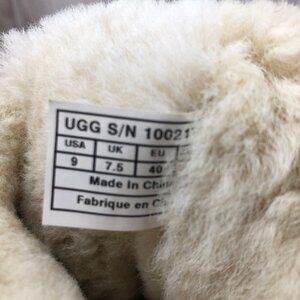 UGG S/N 10021
USA UK EU
9 7.5 40
Made In China
Fabrique en C